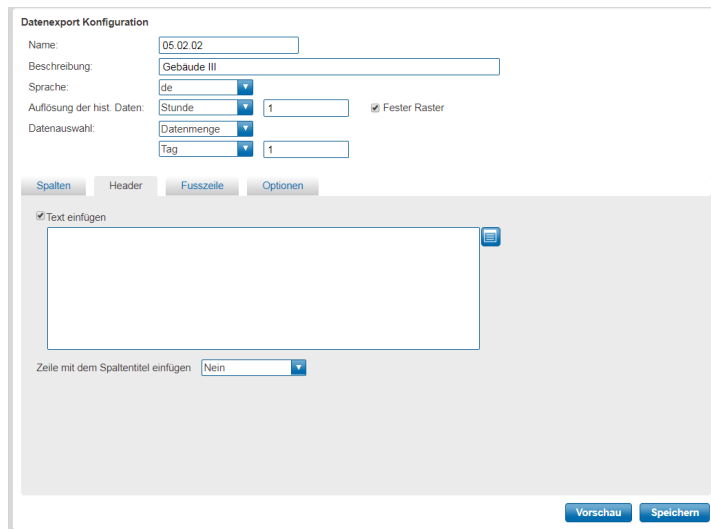 Datenexport Konfiguration
Name: 05.02.02
Beschreibung: Gebäude III
Sprache: de
Auflösung der hist. Daten: Stunde 1 Fester Raster
Datenauswahl: Datenmenge
Tag 1
Spalten Header Fusszeile Optionen
Text einfügen
Zeile mit dem Spaltentitel einfügen Nein
Vorschau Speichern